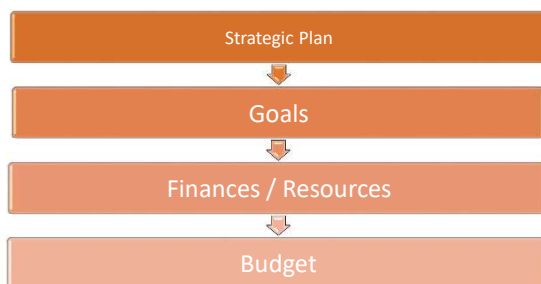 Strategic Plan
Goals
Finances / Resources
Budget